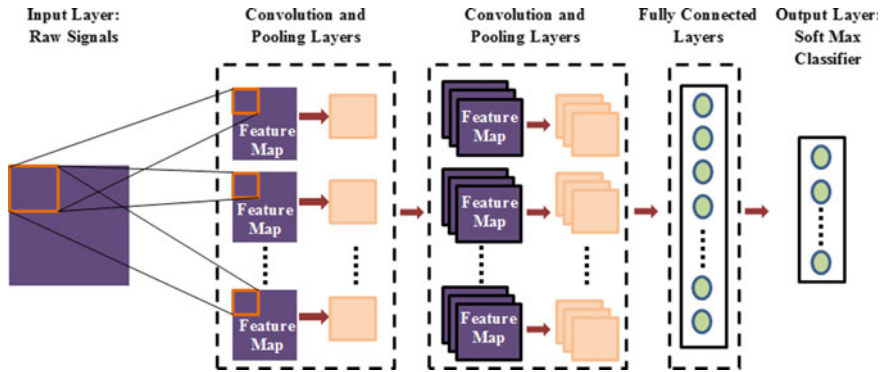 Input Layer:
Raw Signals
Convolution and
Pooling Layers
Convolution and
Pooling Layers
Fully Connected
Layers
Output Layer:
Soft Max
Classifier
Feature
Map
Feature
Map
Feature
Map
Feature
Map
Feature
Map
Feature
Map